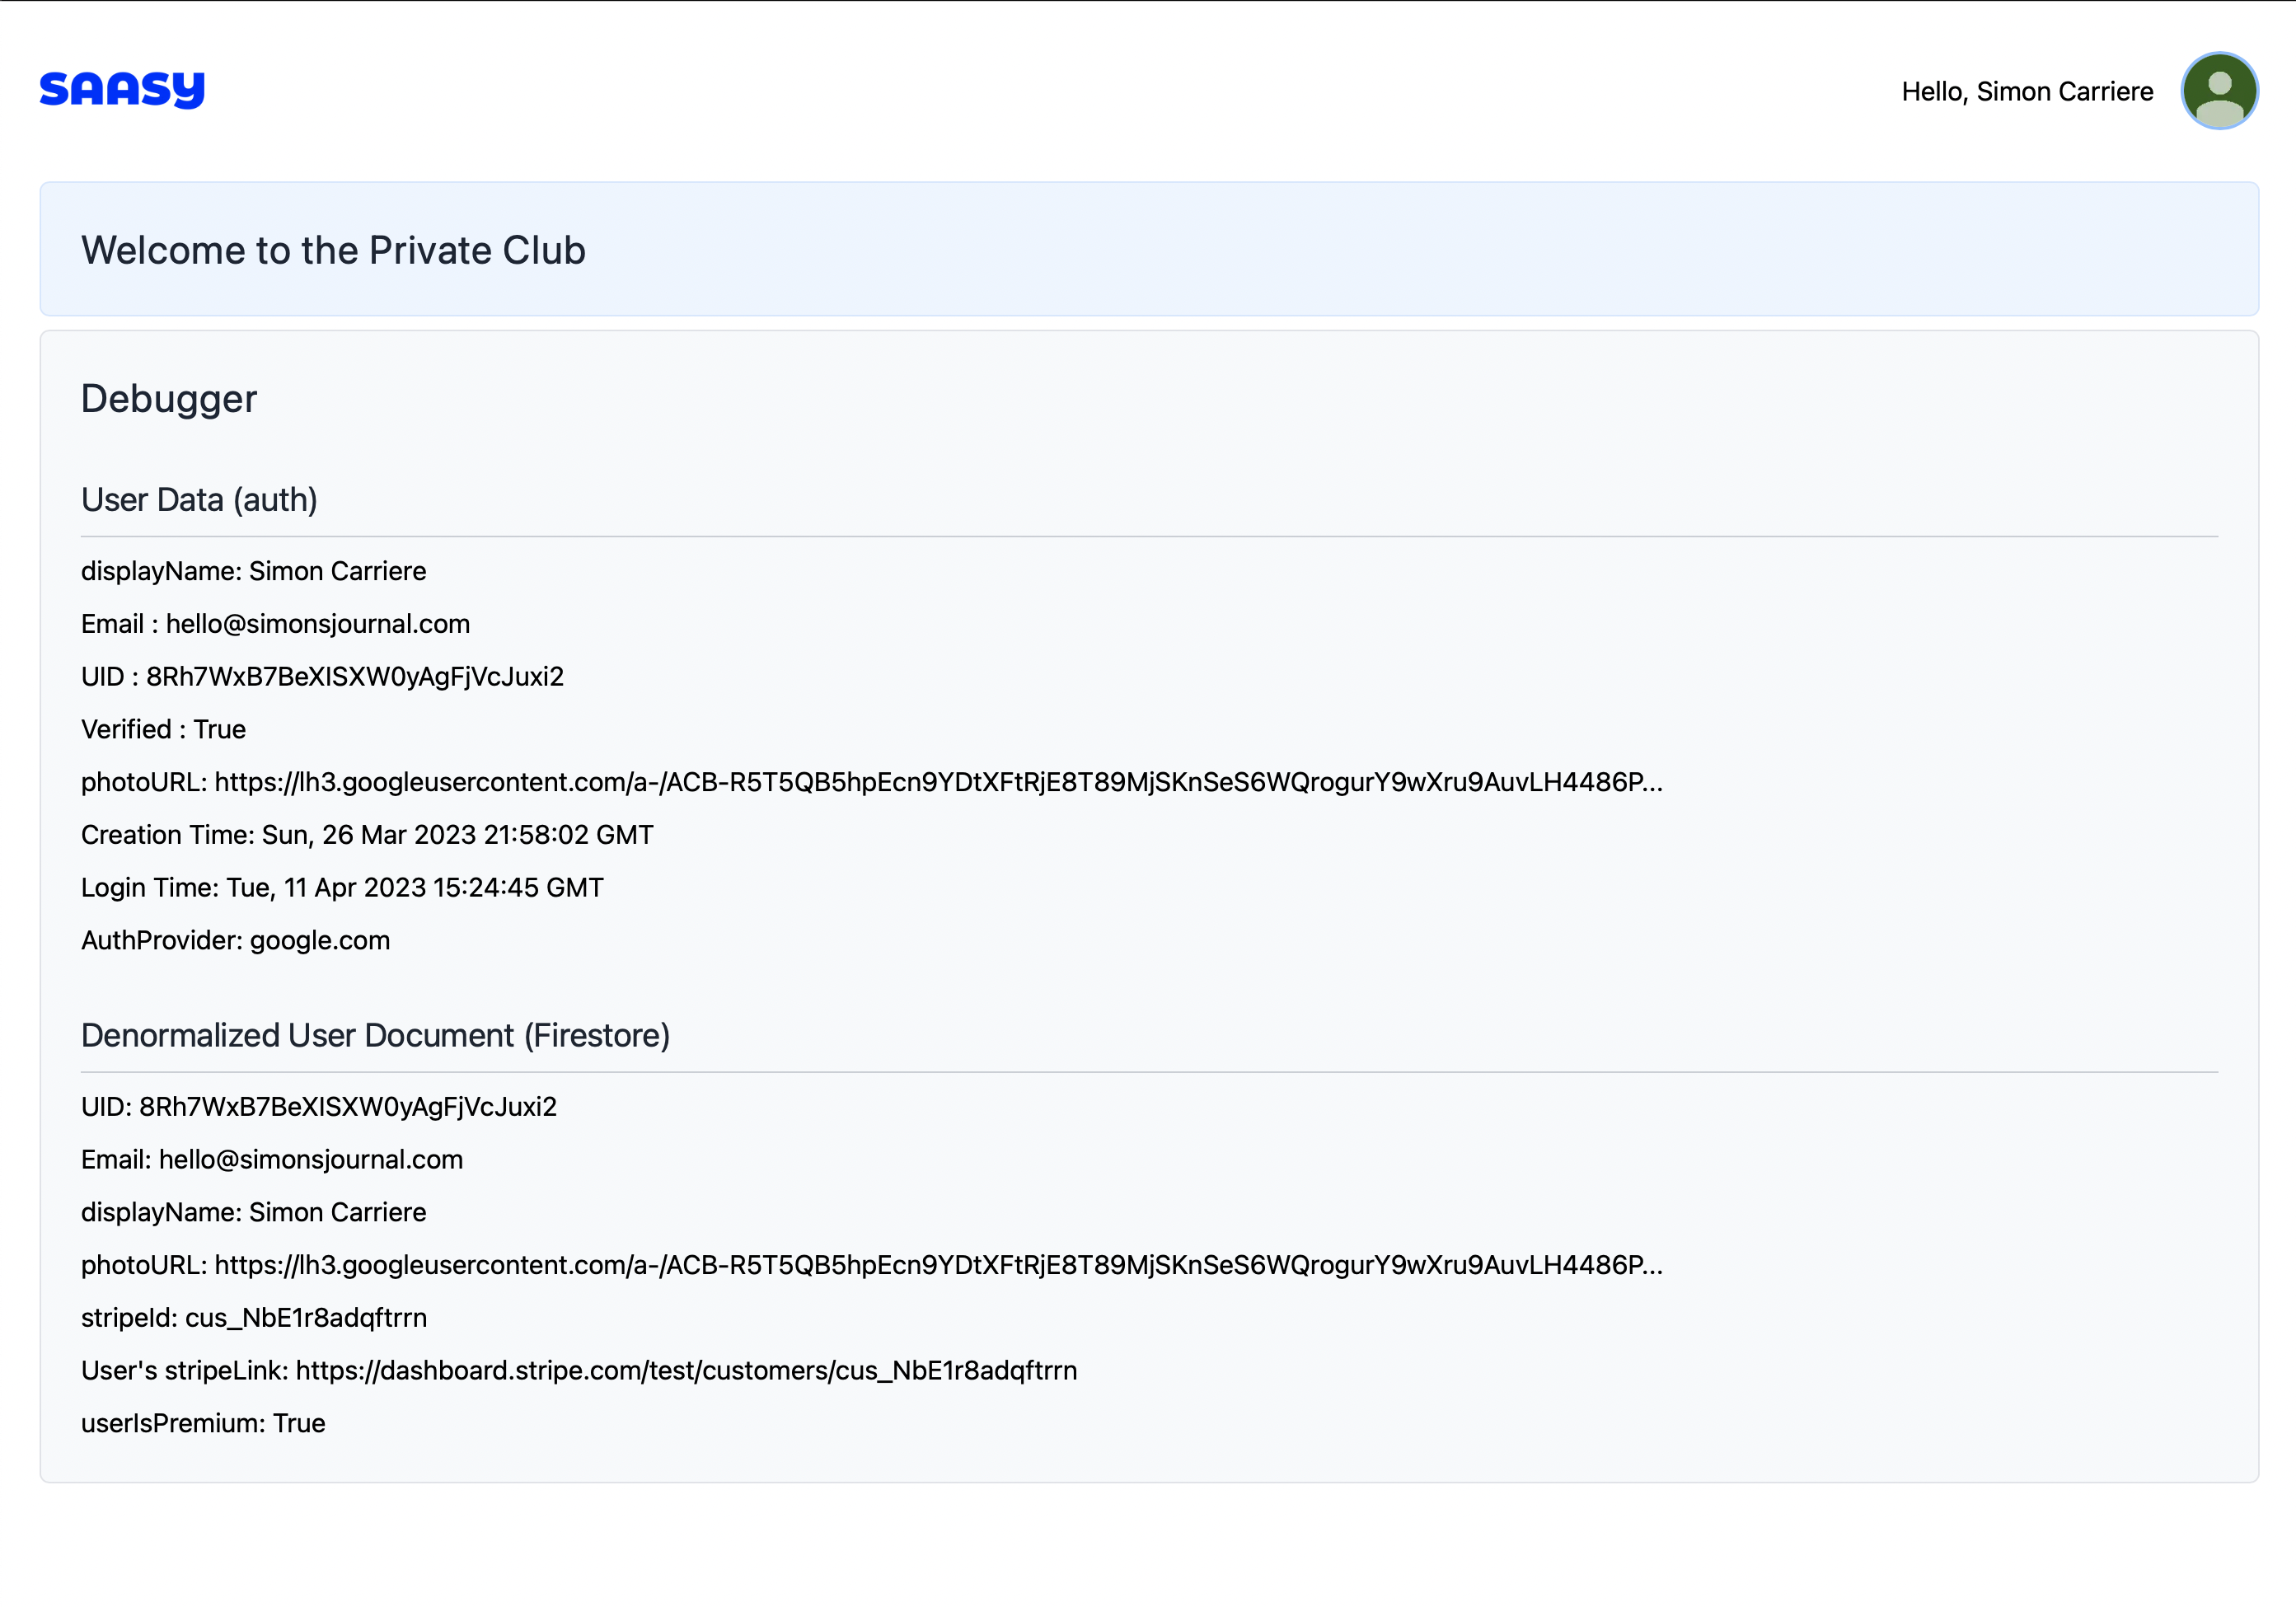 SAASY
Hello, Simon Carriere
Welcome to the Private Club
Debugger
User Data (auth)
displayName: Simon Carriere
Email : hello@simonsjournal.com
UID : 8Rh7WxB7BeXISXW0yAgFjVcJuxi2
Verified : True
photoURL: https://lh3.googleusercontent.com/a-/ACB-R5T5QB5hpEcn9YDtXFtRjE8T89MjSKnSeS6WQrogurY9wXru9AuvLH4486P...
Creation Time: Sun, 26 Mar 2023 21:58:02 GMT
Login Time: Tue, 11 Apr 2023 15:24:45 GMT
AuthProvider: google.com
Denormalized User Document (Firestore)
UID: 8Rh7WxB7BeXISXW0yAgFjVcJuxi2
Email: hello@simonsjournal.com
displayName: Simon Carriere
photoURL: https://lh3.googleusercontent.com/a-/ACB-R5T5QB5hpEcn9YDtXFtRjE8T89MjSKnSeS6WQrogurY9wXru9AuvLH4486P...
stripeId: cus_NbE1r8adqftrrn
User's stripeLink: https://dashboard.stripe.com/test/customers/cus_NbE1r8adqftrrn
userIsPremium: True